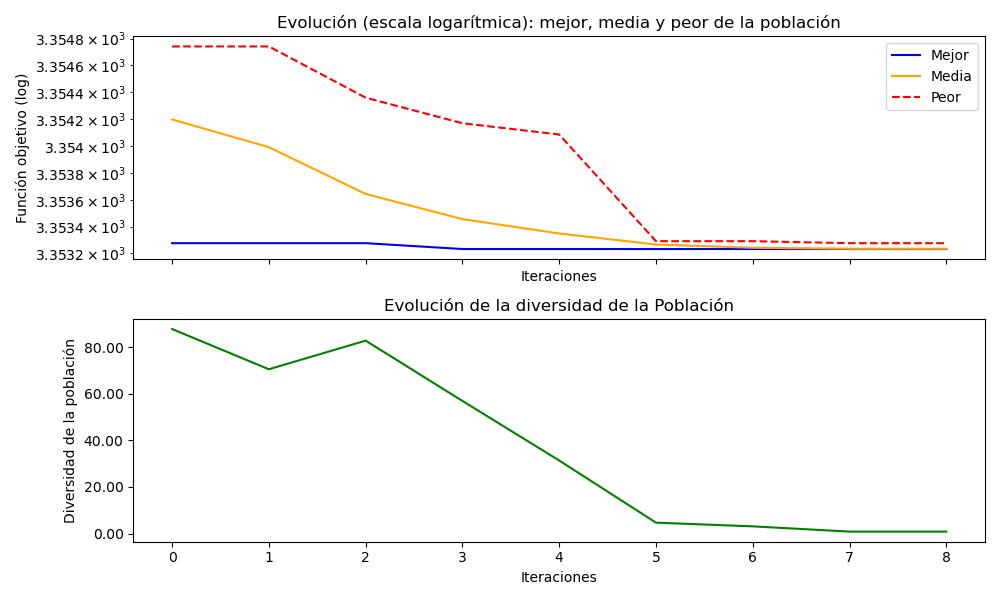 Evolución (escala logarítmica): mejor, media y peor de la población
3.3548 × 10³
3.3546 × 10³
3.3544 × 10³
3.3542 × 10³
3.354 × 10³
3.3538 × 10³
3.3536 × 10³
3.3534 × 10³
3.3532 × 10³
Función objetivo (log)
Mejor
Media
Peor
Iteraciones
Evolución de la diversidad de la Población
80.00
60.00
40.00
20.00
0.00
Diversidad de la población
0 1 2 3 4 5 6 7 8
Iteraciones